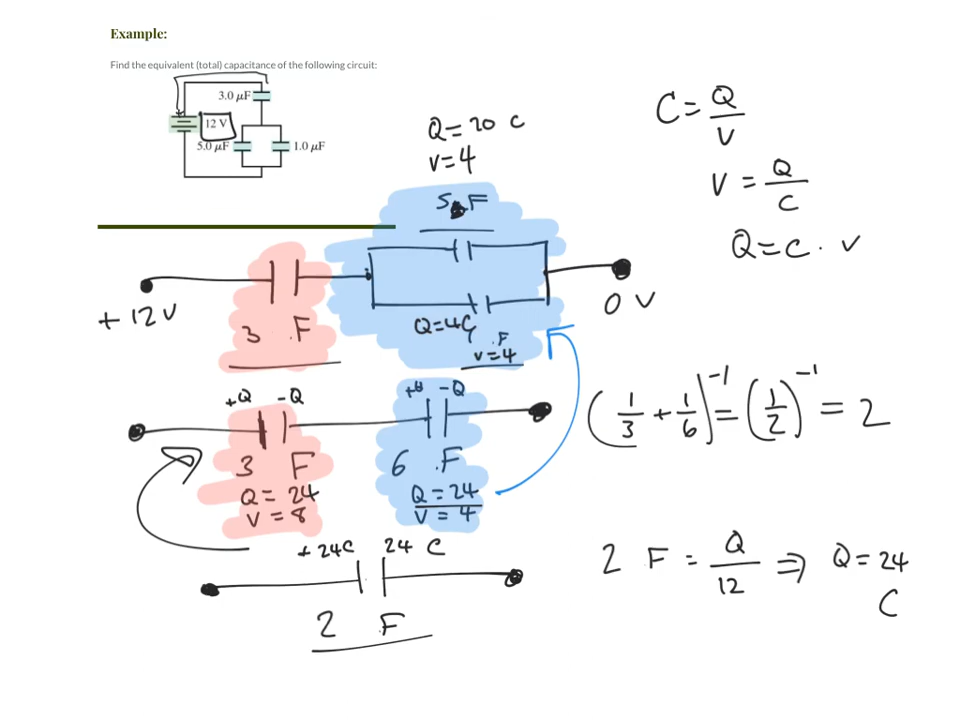 Example:
Find the equivalent (total) capacitance of the following circuit:
3.0 μF
12 V
5.0 μF
1.0 μF
Q = 20 C
V = 4
5 F
C = Q/V
V = Q/C
Q = C · V
+ 12 V
0 V
3 F
Q = 4C
F
V = 4
+Q -Q
-Q
3 F
6 F
Q = 24
V = 8
Q = 24
V = 4
(1/3 + 1/6)^-1 = (1/2)^-1 = 2
+ 24C 24 C
2 F
2 F = Q/12 ⇒ Q = 24
C